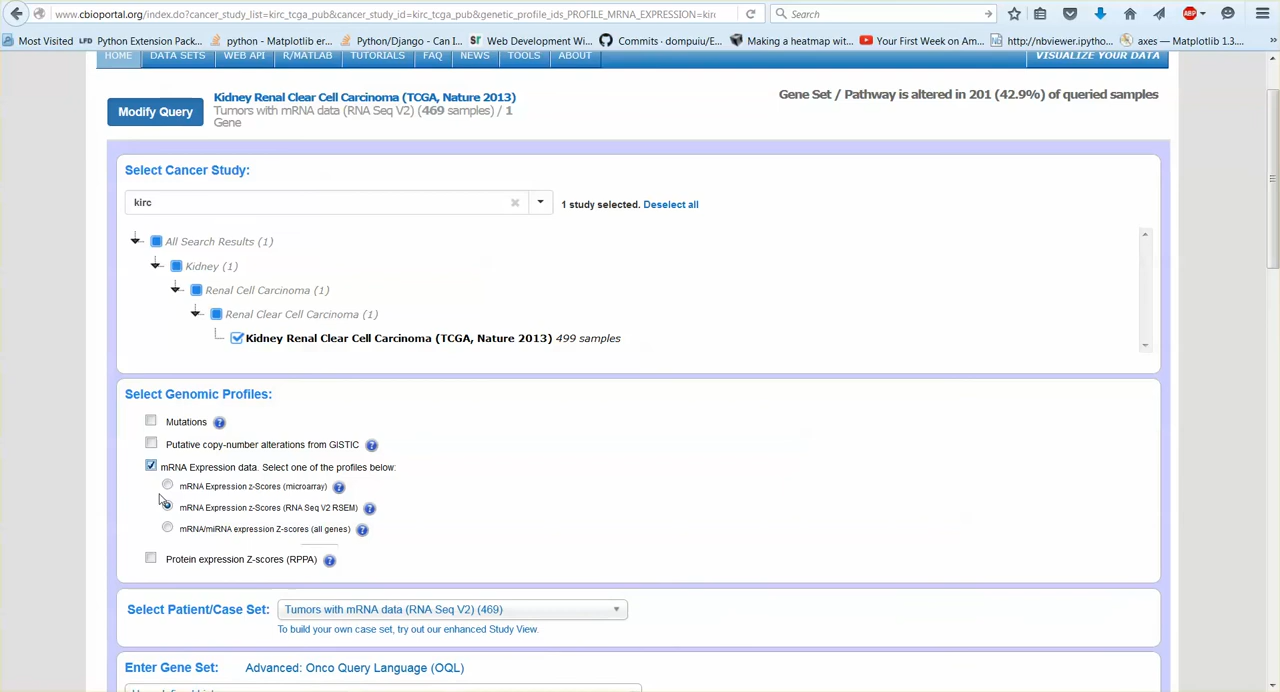 www.cbioportal.org/index.do?cancer_study_list=kirc_tcga_pub&cancer_study_id=kirc_tcga_pub&genetic_profile_ids_PROFILE_MRNA_EXPRESSION=kirc
Search
ABP
Most Visited LFD Python Extension Pack... python - Matplotlib er... Python/Django - Can I... ST Web Development Wi... Commits · dompuiu/E... Making a heatmap wit... Your First Week on Am... http://nbviewer.ipytho... axes — Matplotlib 1.3.... »
HOME DATA SETS WEB API R/MATLAB TUTORIALS FAQ NEWS TOOLS ABOUT VISUALIZE YOUR DATA
Modify Query
Kidney Renal Clear Cell Carcinoma (TCGA, Nature 2013)
Tumors with mRNA data (RNA Seq V2) (469 samples) / 1
Gene
Gene Set / Pathway is altered in 201 (42.9%) of queried samples
Select Cancer Study:
kirc
1 study selected. Deselect all
All Search Results (1)
Kidney (1)
Renal Cell Carcinoma (1)
Renal Clear Cell Carcinoma (1)
Kidney Renal Clear Cell Carcinoma (TCGA, Nature 2013) 499 samples
Select Genomic Profiles:
Mutations ?
Putative copy-number alterations from GISTIC ?
mRNA Expression data. Select one of the profiles below:
mRNA Expression z-Scores (microarray) ?
mRNA Expression z-Scores (RNA Seq V2 RSEM) ?
mRNA/miRNA expression Z-scores (all genes) ?
Protein expression Z-scores (RPPA) ?
Select Patient/Case Set: Tumors with mRNA data (RNA Seq V2) (469)
To build your own case set, try out our enhanced Study View.
Enter Gene Set: Advanced: Onco Query Language (OQL)